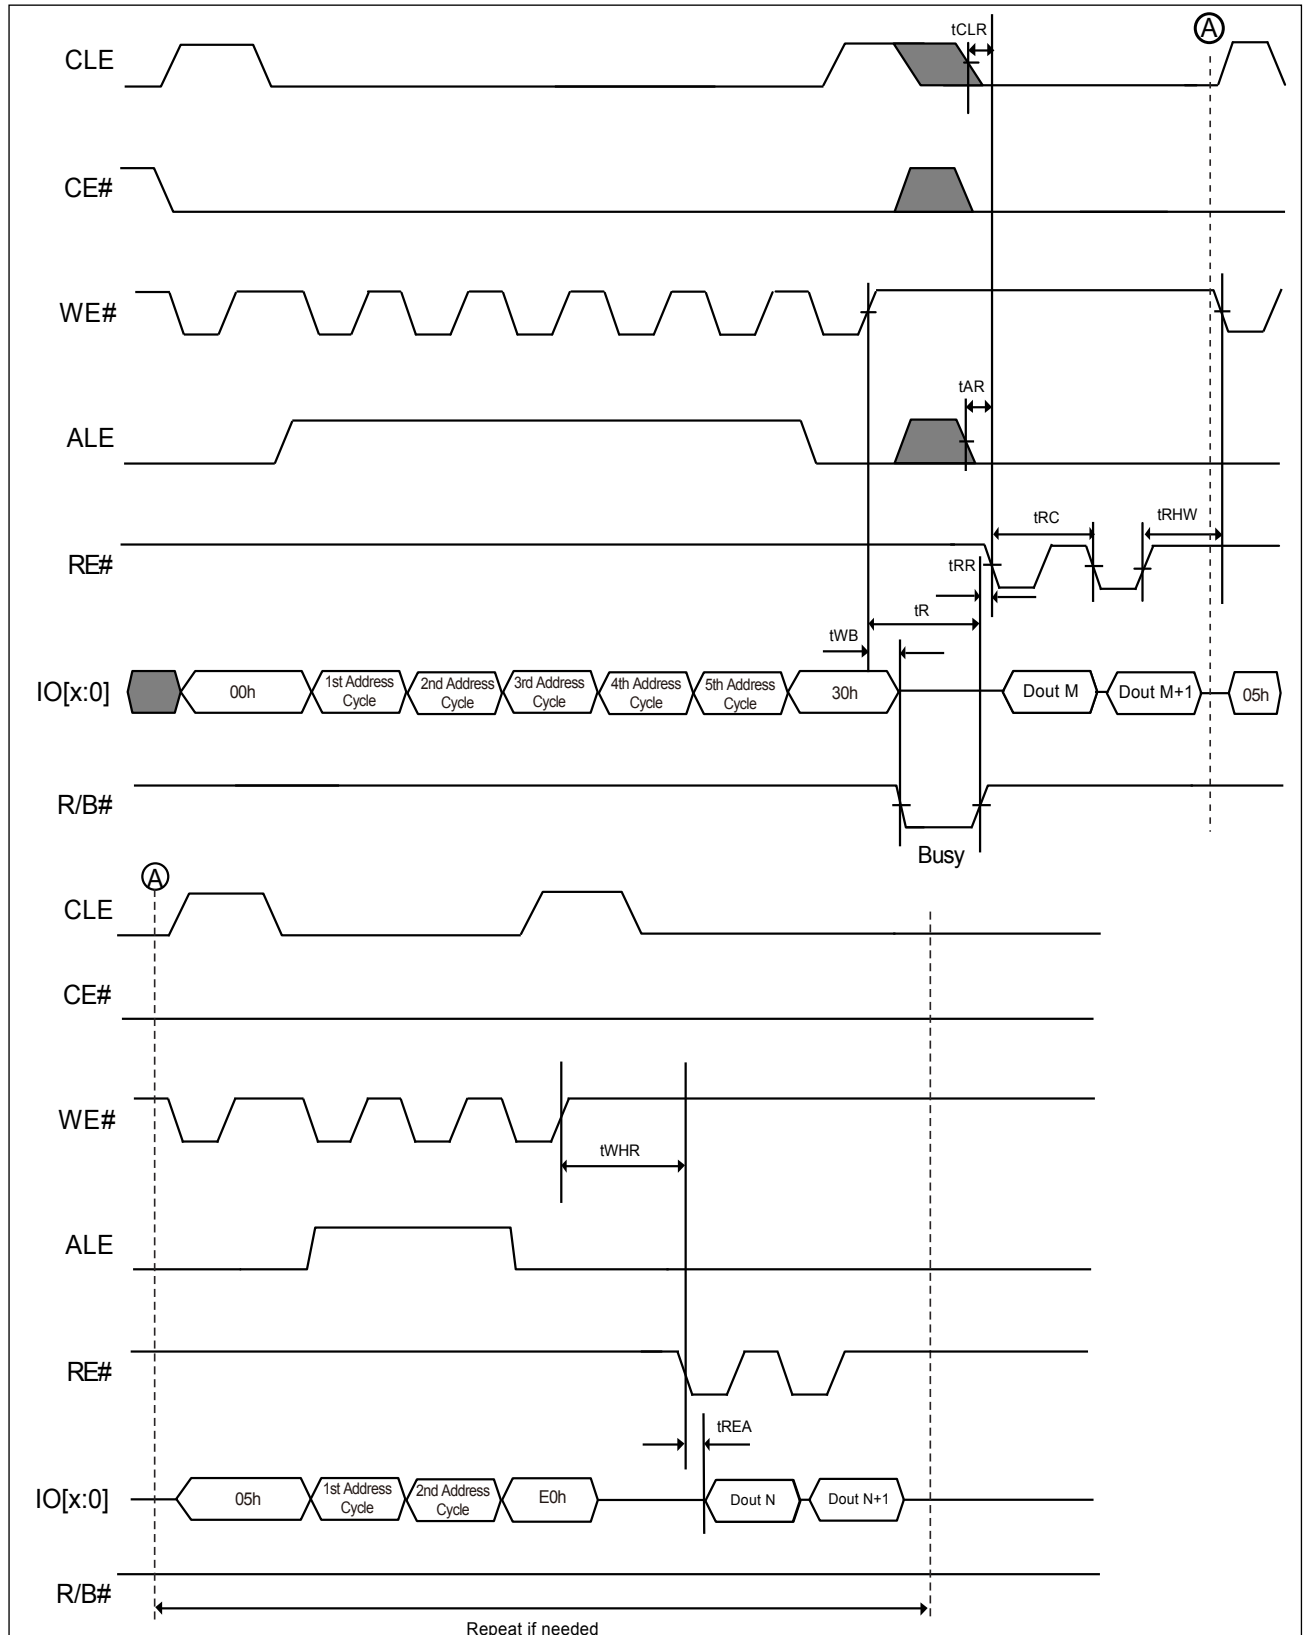 tCLR
A
CLE
CE#
WE#
tAR
ALE
tRC
tRHW
RE#
tRR
tR
tWB
IO[x:0]
00h
1st Address
Cycle
2nd Address
Cycle
3rd Address
Cycle
4th Address
Cycle
5th Address
Cycle
30h
Dout M
Dout M+1
05h
R/B#
Busy
A
CLE
CE#
WE#
tWHR
ALE
RE#
tREA
IO[x:0]
05h
1st Address
Cycle
2nd Address
Cycle
E0h
Dout N
Dout N+1
R/B#
Repeat if needed